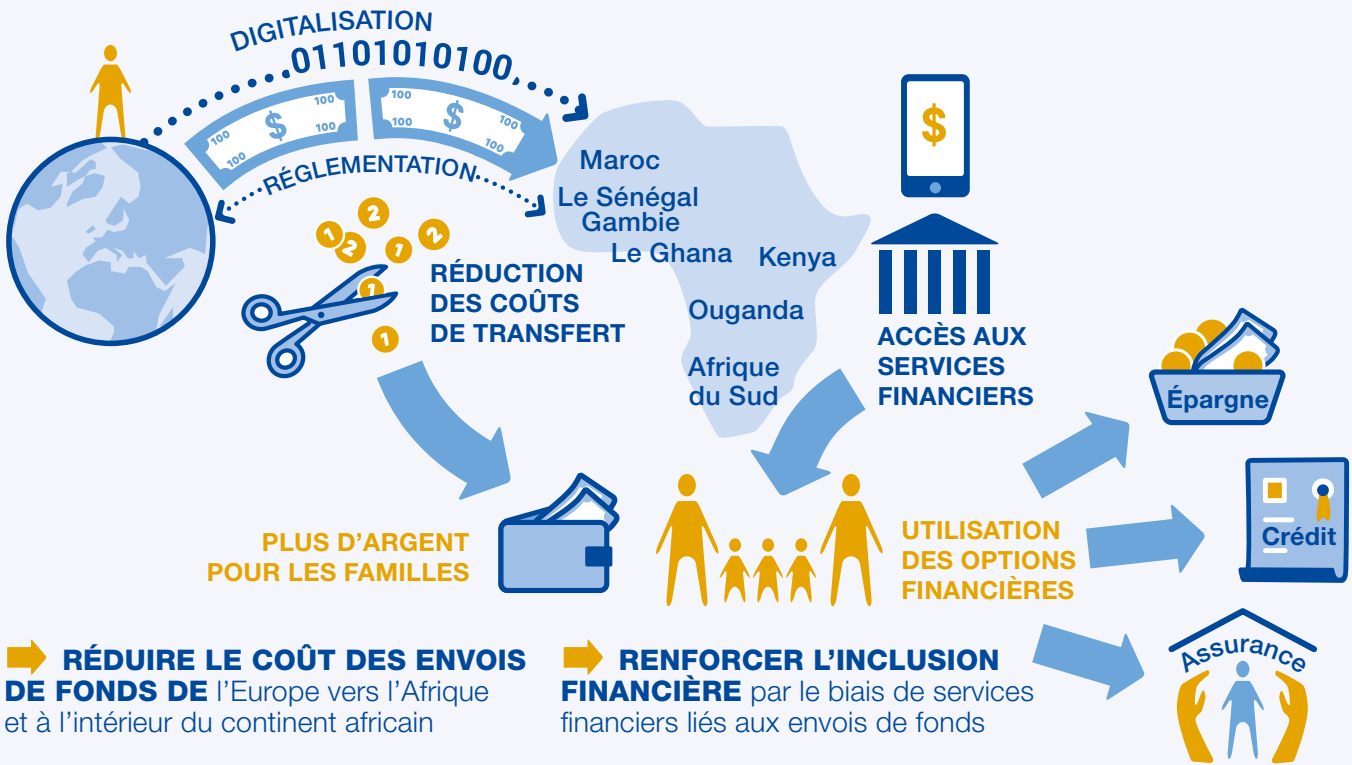 DIGITALISATION
01101010100
100 $ 100
100 100
100 $ 100
100 100
RÉGLEMENTATION
2
1
2
1
2
1
1
RÉDUCTION
DES COÛTS
DE TRANSFERT
Maroc
Le Sénégal
Gambie
Le Ghana
Kenya
Ouganda
Afrique
du Sud
$
ACCÈS AUX
SERVICES
FINANCIERS
PLUS D'ARGENT
POUR LES FAMILLES
UTILISATION
DES OPTIONS
FINANCIÈRES
Épargne
Crédit
Assurance
RÉDUIRE LE COÛT DES ENVOIS
DE FONDS DE l'Europe vers l'Afrique
et à l'intérieur du continent africain
RENFORCER L'INCLUSION
FINANCIÈRE par le biais de services
financiers liés aux envois de fonds